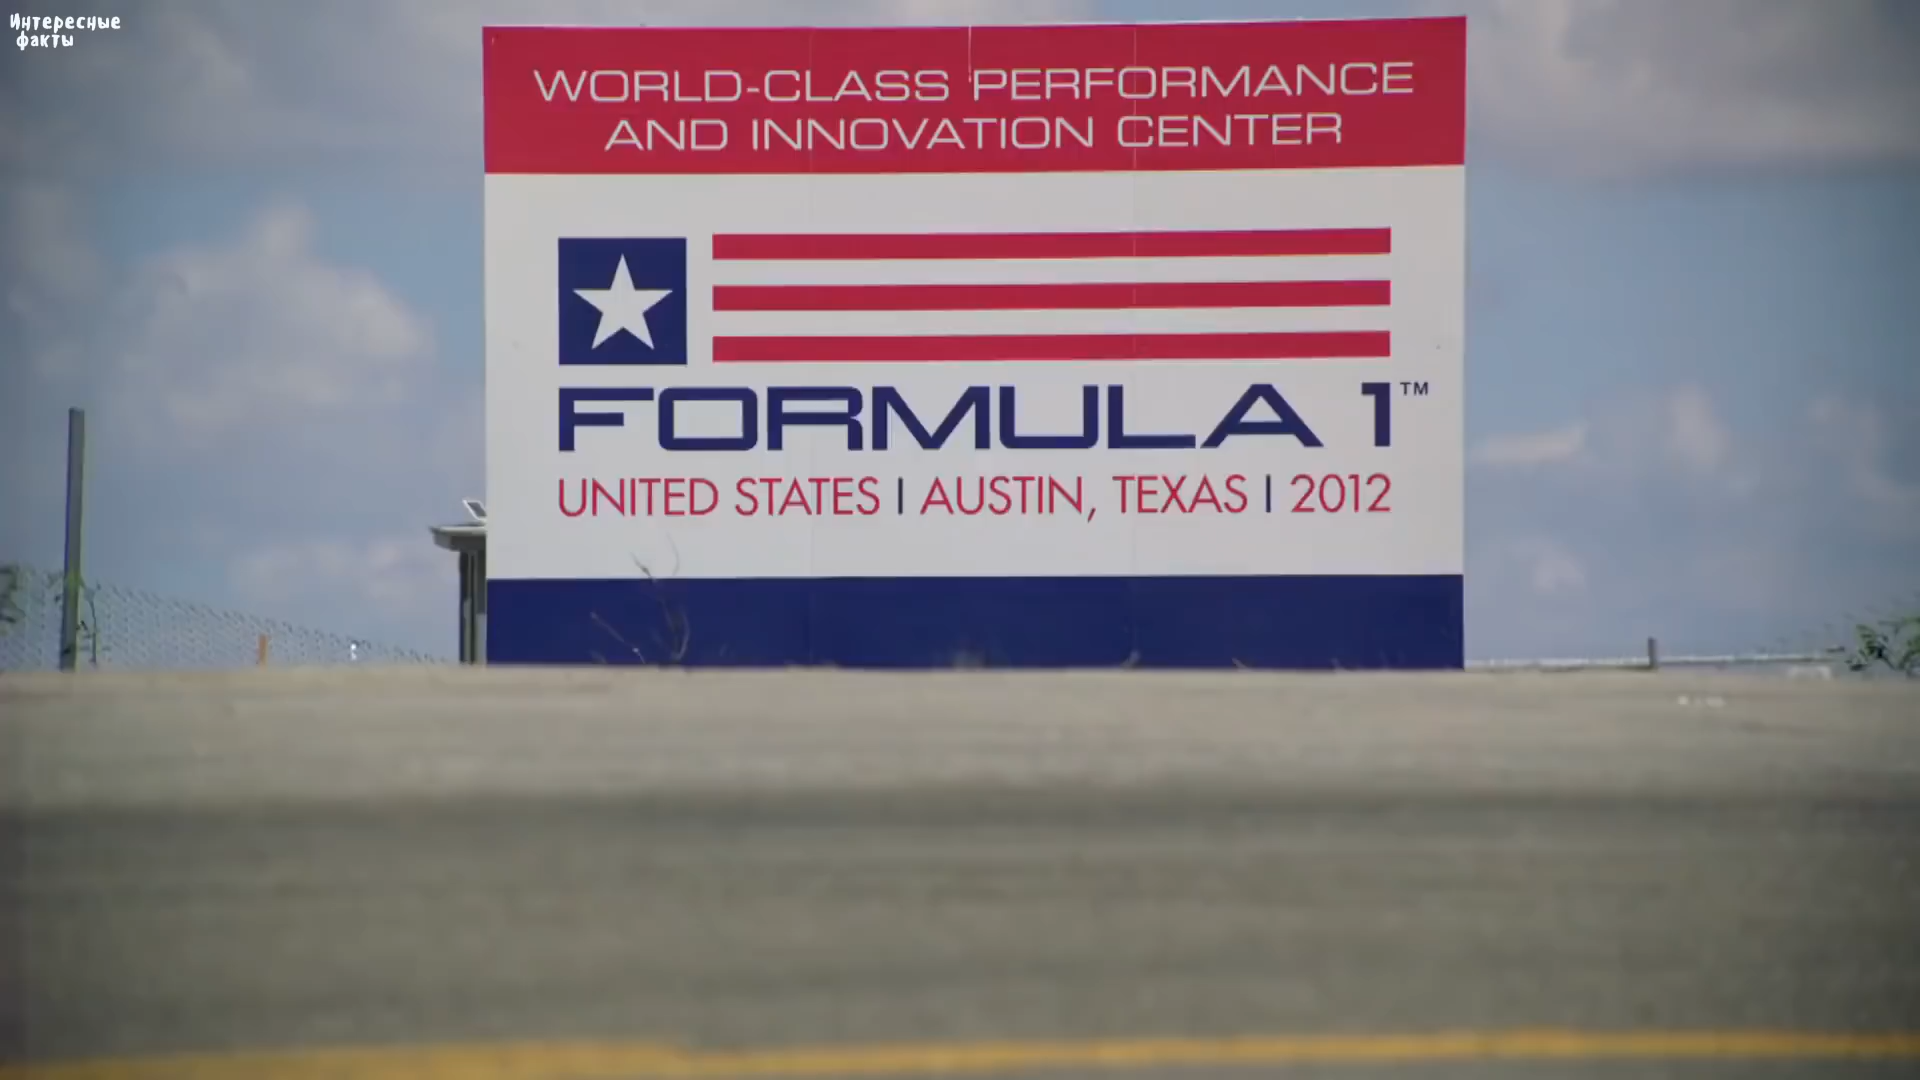 Интересные
факты
WORLD-CLASS PERFORMANCE
AND INNOVATION CENTER
FORMULA 1™
UNITED STATES | AUSTIN, TEXAS | 2012